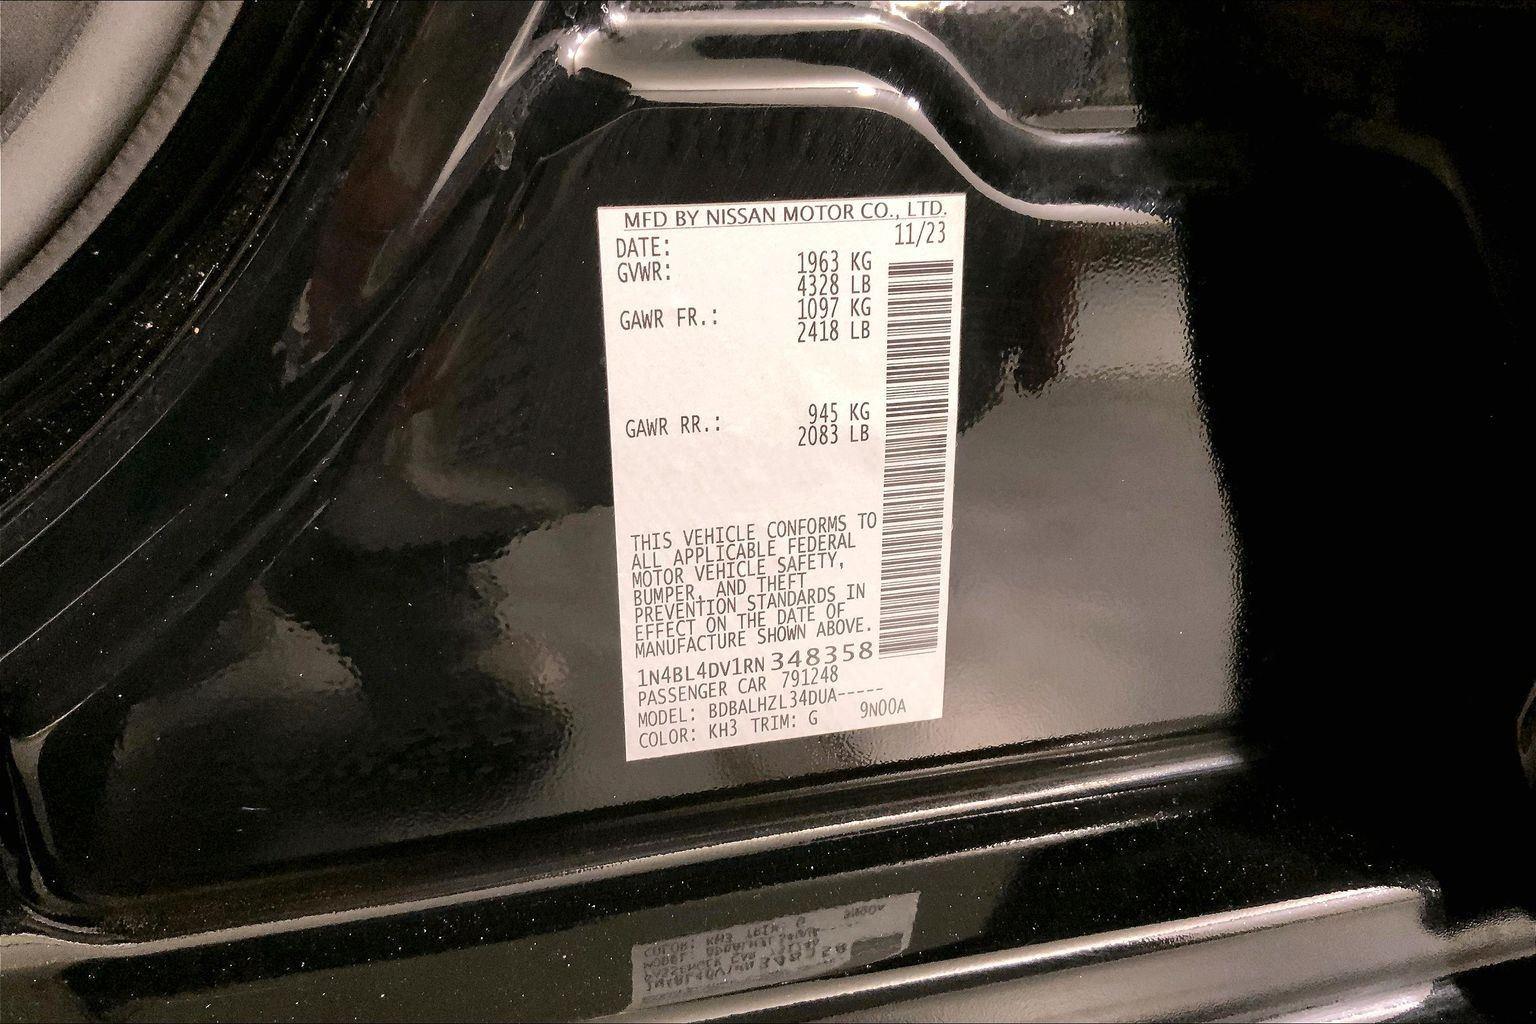 MFD BY NISSAN MOTOR CO., LTD.
DATE: 11/23
GVWR: 1963 KG
4328 LB
GAWR FR.: 1097 KG
2418 LB
GAWR RR.: 945 KG
2083 LB
THIS VEHICLE CONFORMS TO
ALL APPLICABLE FEDERAL
MOTOR VEHICLE SAFETY,
BUMPER, AND THEFT
PREVENTION STANDARDS IN
EFFECT ON THE DATE OF
MANUFACTURE SHOWN ABOVE.
1N4BL4DV1RN348358
PASSENGER CAR 791248
MODEL: BDBALHZL34DUA-----
COLOR: KH3 TRIM: G 9N00A